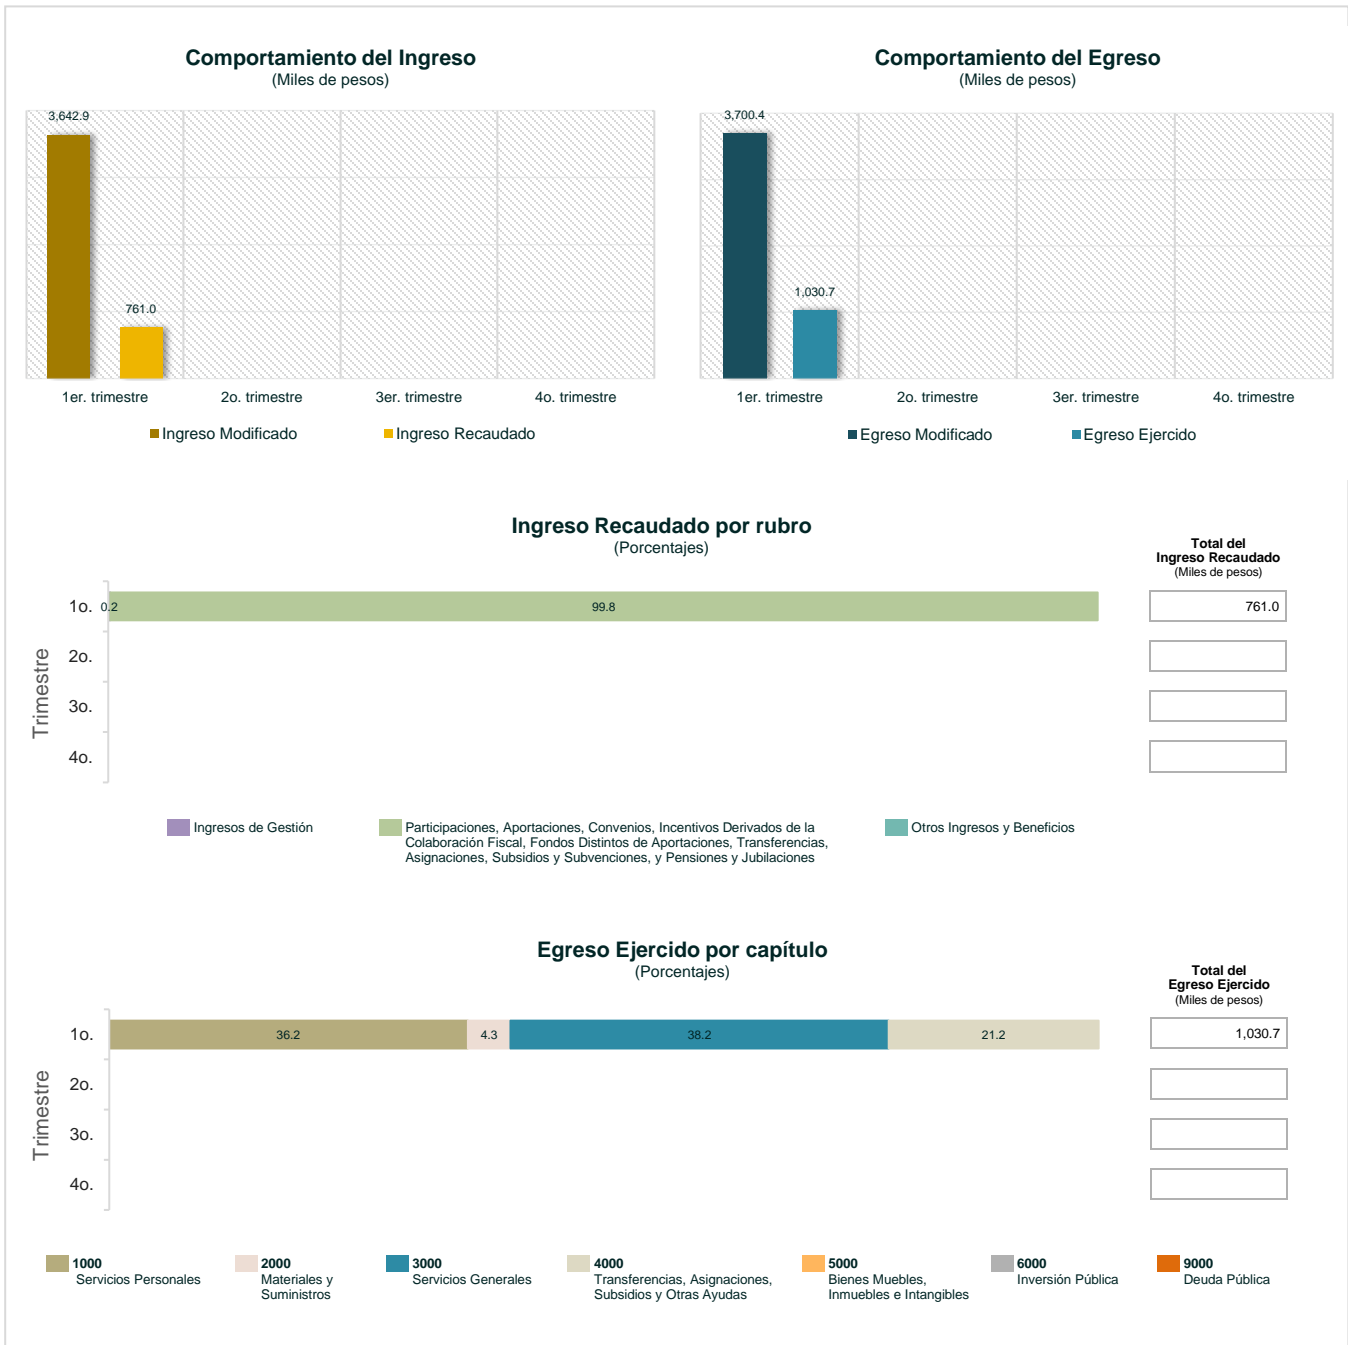 Comportamiento del Ingreso
(Miles de pesos)
3,642.9
761.0
1er. trimestre
2o. trimestre
3er. trimestre
4o. trimestre
Ingreso Modificado
Ingreso Recaudado
Comportamiento del Egreso
(Miles de pesos)
3,700.4
1,030.7
1er. trimestre
2o. trimestre
3er. trimestre
4o. trimestre
Egreso Modificado
Egreso Ejercido
Ingreso Recaudado por rubro
(Porcentajes)
Total del
Ingreso Recaudado
(Miles de pesos)
Trimestre
1o.
0.2
99.8
761.0
2o.
3o.
4o.
Ingresos de Gestión
Participaciones, Aportaciones, Convenios, Incentivos Derivados de la
Colaboración Fiscal, Fondos Distintos de Aportaciones, Transferencias,
Asignaciones, Subsidios y Subvenciones, y Pensiones y Jubilaciones
Otros Ingresos y Beneficios
Egreso Ejercido por capítulo
(Porcentajes)
Total del
Egreso Ejercido
(Miles de pesos)
Trimestre
1o.
36.2
4.3
38.2
21.2
1,030.7
2o.
3o.
4o.
1000
Servicios Personales
2000
Materiales y
Suministros
3000
Servicios Generales
4000
Transferencias, Asignaciones,
Subsidios y Otras Ayudas
5000
Bienes Muebles,
Inmuebles e Intangibles
6000
Inversión Pública
9000
Deuda Pública